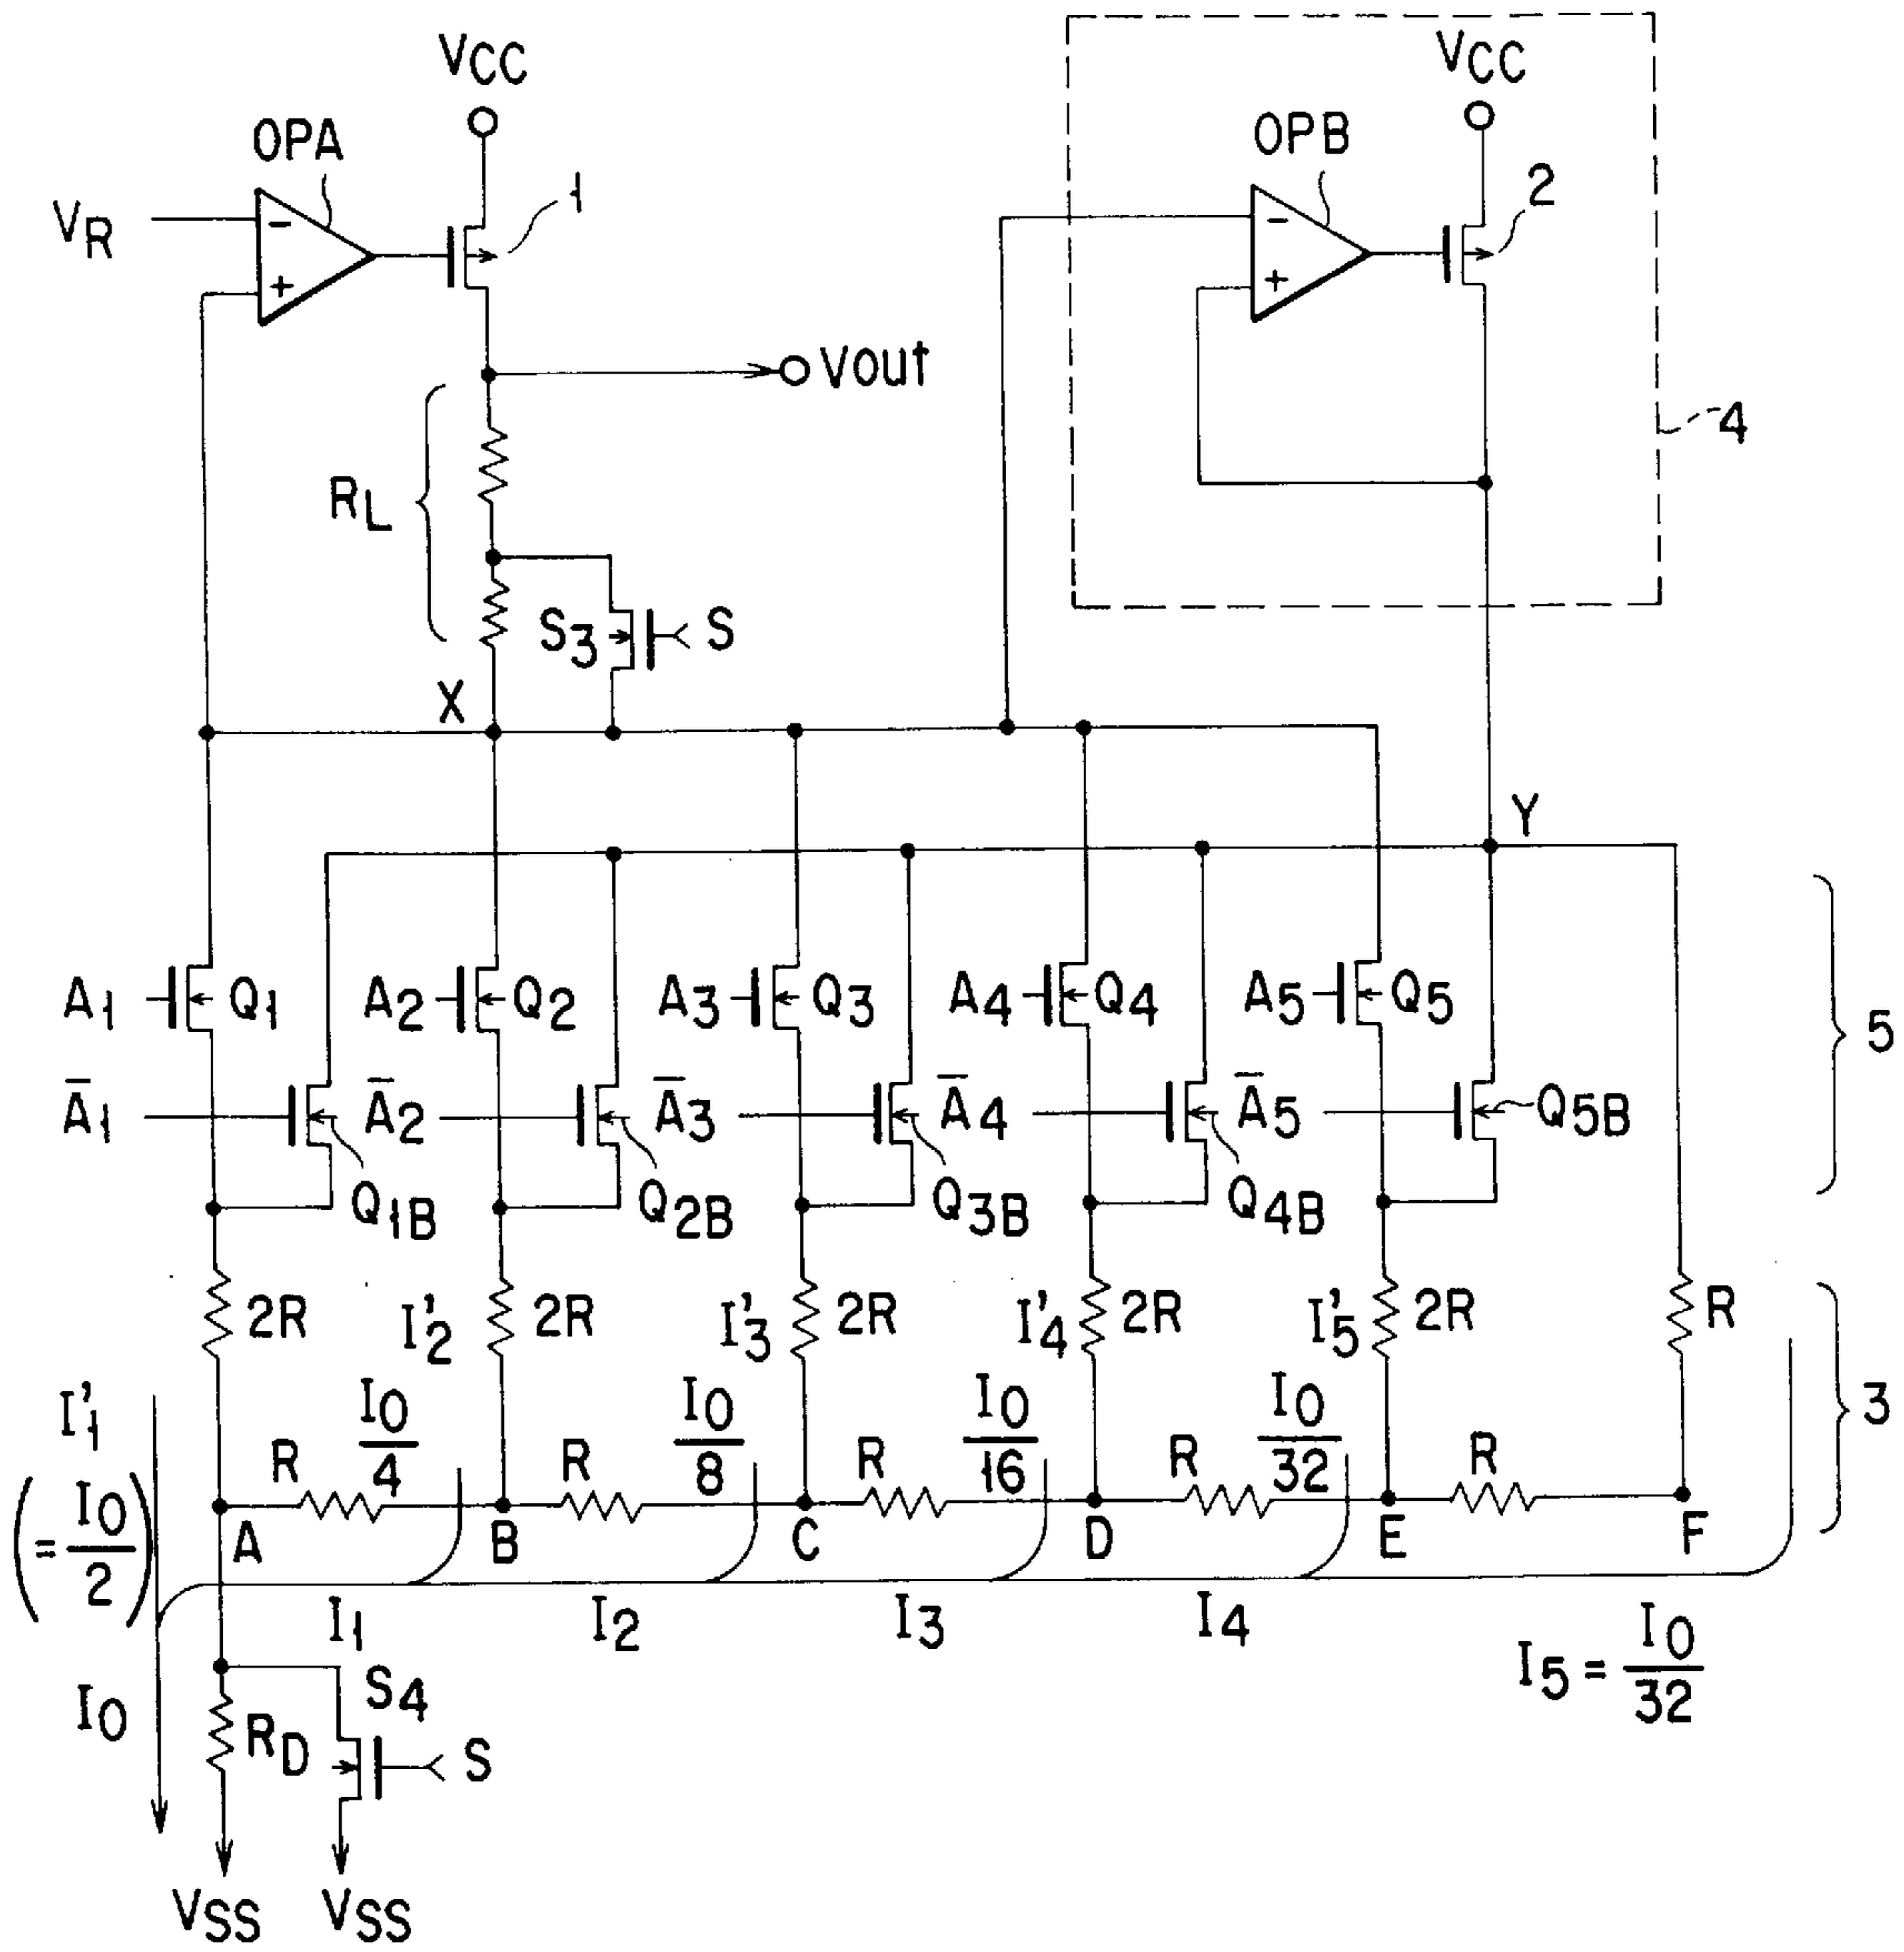 VCC
VCC
OPA
OPB
VR
−
+
1
−
+
2
Vout
4
RL
S3
S
X
Y
A1
Q1
A2
Q2
A3
Q3
A4
Q4
A5
Q5
5
Ā1
Ā2
Ā3
Ā4
Ā5
Q5B
Q1B
Q2B
Q3B
Q4B
2R
I'2
2R
I'3
2R
I'4
2R
I'5
2R
R
3
I'1
(= I0/2)
R
I0/4
R
I0/8
R
I0/16
R
I0/32
R
A
B
C
D
E
F
I1
I2
I3
I4
I5 = I0/32
I0
RD
S4
S
VSS
VSS